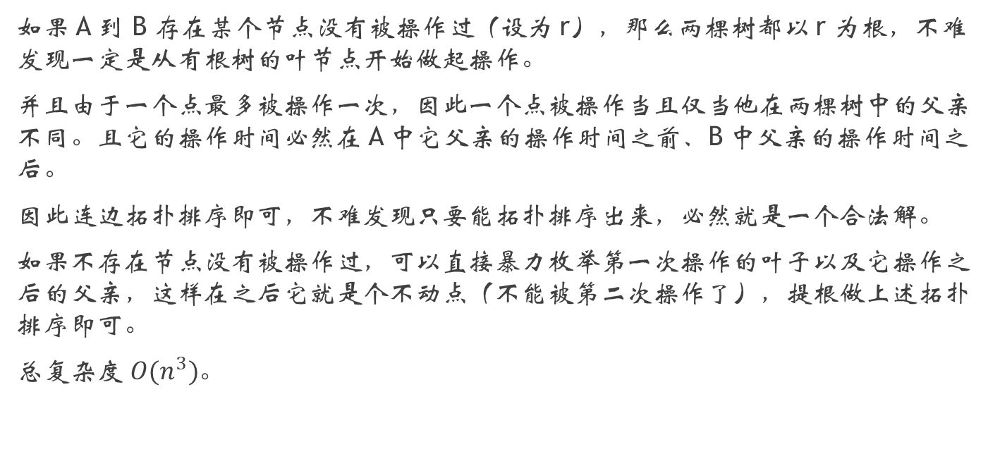 如果 A 到 B 存在某个节点没有被操作过（设为 r），那么两棵树都以 r 为根，不难
发现一定是从有根树的叶节点开始做起操作。
并且由于一个点最多被操作一次，因此一个点被操作当且仅当他在两棵树中的父亲
不同。且它的操作时间必然在 A 中它父亲的操作时间之前、B 中父亲的操作时间之
后。
因此连边拓扑排序即可，不难发现只要能拓扑排序出来，必然就是一个合法解。
如果不存在节点没有被操作过，可以直接暴力枚举第一次操作的叶子以及它操作之
后的父亲，这样在之后它就是个不动点（不能被第二次操作了），提根做上述拓扑
排序即可。
总复杂度 O(n³)。